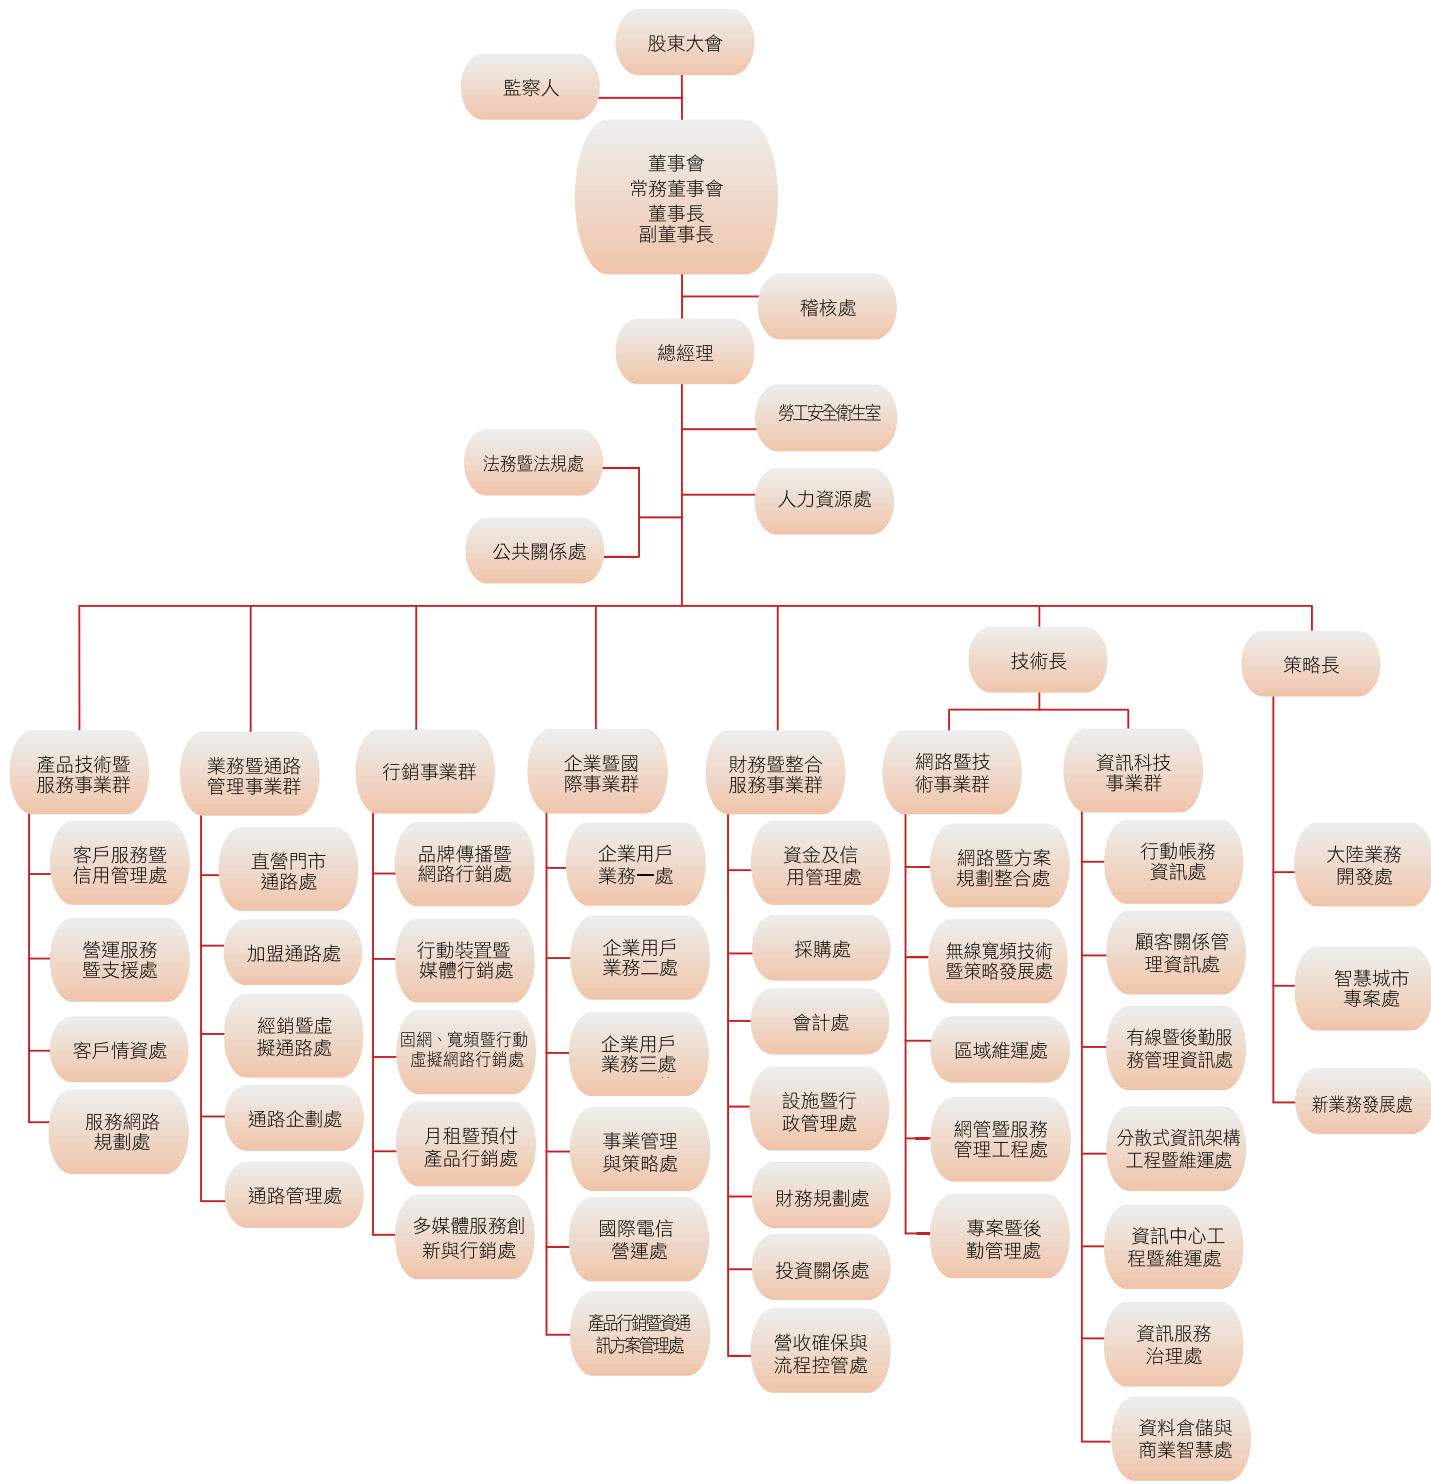 股東大會
監察人
董事會
常務董事會
董事長
副董事長
稽核處
總經理
勞工安全衛生室
法務暨法規處
人力資源處
公共關係處
技術長
策略長
產品技術暨
服務事業群
客戶服務暨
信用管理處
營運服務
暨支援處
客戶情資處
服務網路
規劃處
業務暨通路
管理事業群
直營門市
通路處
加盟通路處
經銷暨虛
擬通路處
通路企劃處
通路管理處
行銷事業群
品牌傳播暨
網路行銷處
行動裝置暨
媒體行銷處
固網、寬頻暨行動
虛擬網路行銷處
月租暨預付
產品行銷處
多媒體服務創
新與行銷處
企業暨國
際事業群
企業用戶
業務一處
企業用戶
業務二處
企業用戶
業務三處
事業管理
與策略處
國際電信
營運處
產品行銷暨資通
訊方案管理處
財務暨整合
服務事業群
資金及信
用管理處
採購處
會計處
設施暨行
政管理處
財務規劃處
投資關係處
營收確保與
流程控管處
網路暨技
術事業群
網路暨方案
規劃整合處
無線寬頻技術
暨策略發展處
區域維運處
網管暨服務
管理工程處
專案暨後
勤管理處
資訊科技
事業群
行動帳務
資訊處
顧客關係管
理資訊處
有線暨後勤服
務管理資訊處
分散式資訊架構
工程暨維運處
資訊中心工
程暨維運處
資訊服務
治理處
資料倉儲與
商業智慧處
大陸業務
開發處
智慧城市
專案處
新業務發展處